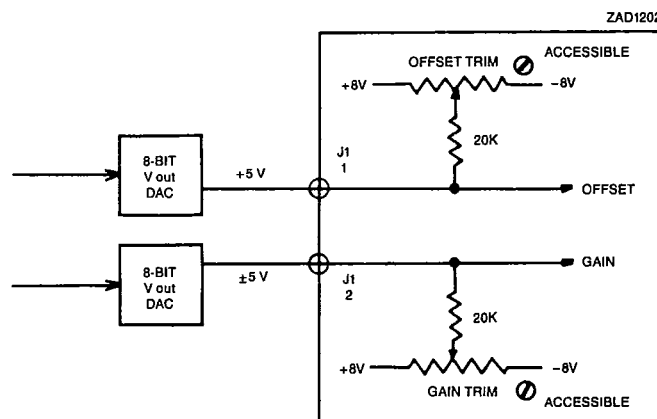 ZAD1202
ACCESSIBLE
OFFSET TRIM
+8V
−8V
20K
8-BIT
V out
DAC
+5 V
J1
1
OFFSET
8-BIT
V out
DAC
±5 V
J1
2
GAIN
20K
+8V
−8V
GAIN TRIM
ACCESSIBLE